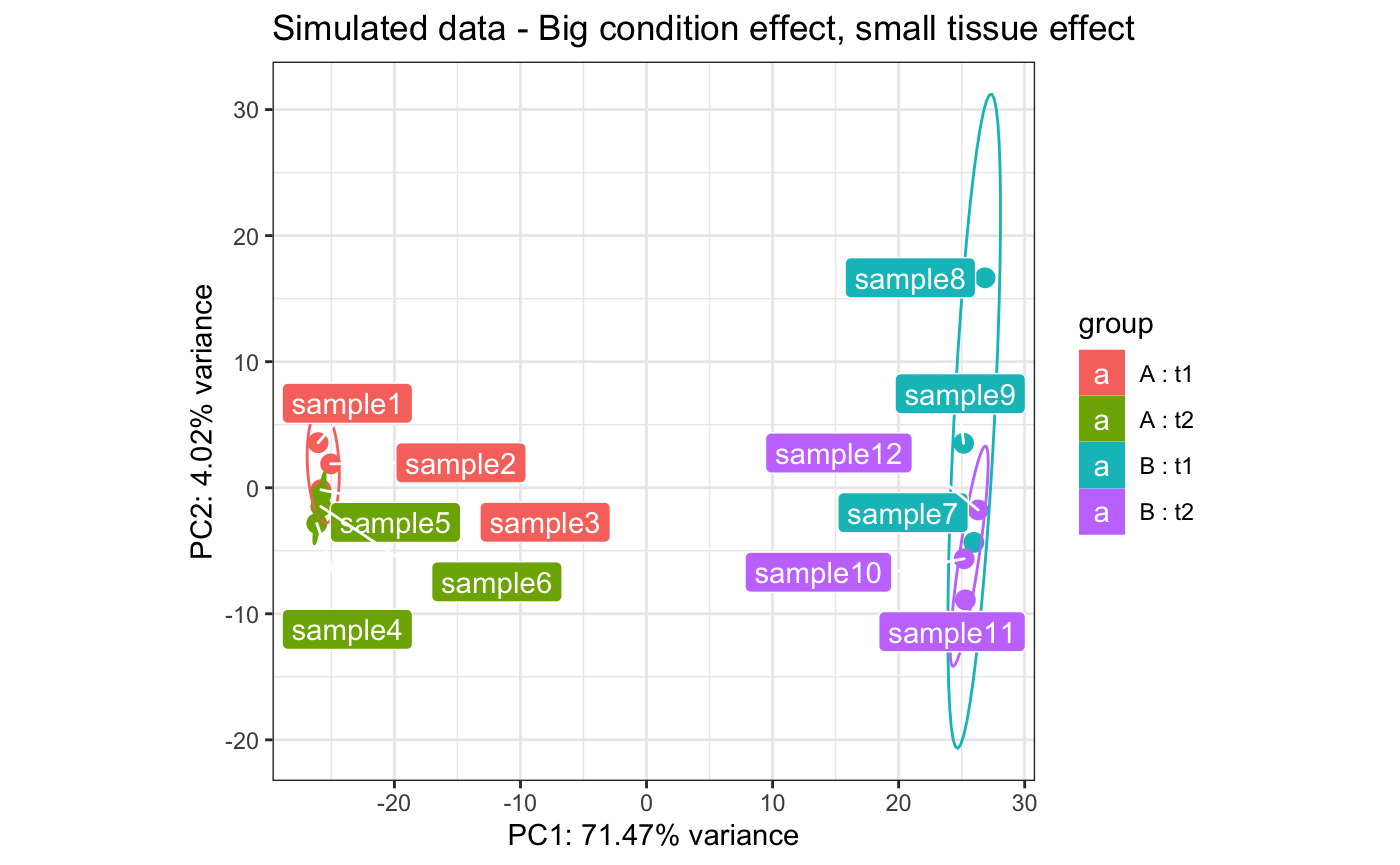 Simulated data - Big condition effect, small tissue effect
PC2: 4.02% variance
30
20
10
0
-10
-20
sample8
sample1
sample9
sample2
sample12
sample5
sample3
sample7
sample6
sample10
sample4
sample11
-20
-10
0
10
20
30
PC1: 71.47% variance
group
a A : t1
a A : t2
a B : t1
a B : t2